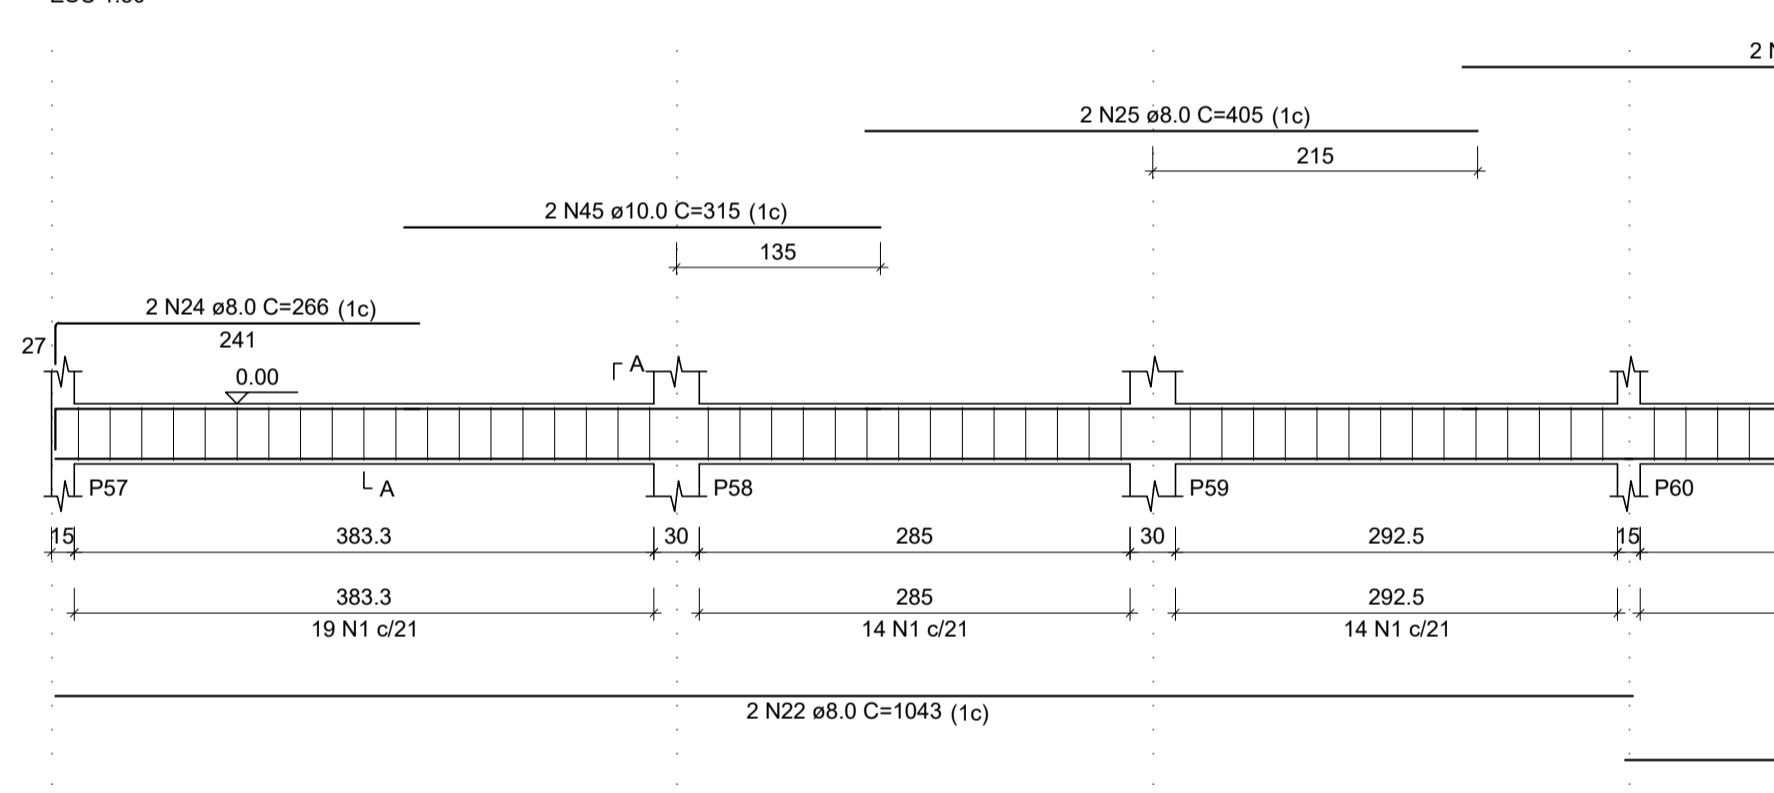 2 N25 ø8.0 C=405 (1c)
215
2 N45 ø10.0 C=315 (1c)
135
2 N24 ø8.0 C=266 (1c)
27
241
0.00
A
P57
A
P58
P59
P60
15
383.3
30
285
30
292.5
15
383.3
285
292.5
19 N1 c/21
14 N1 c/21
14 N1 c/21
2 N22 ø8.0 C=1043 (1c)